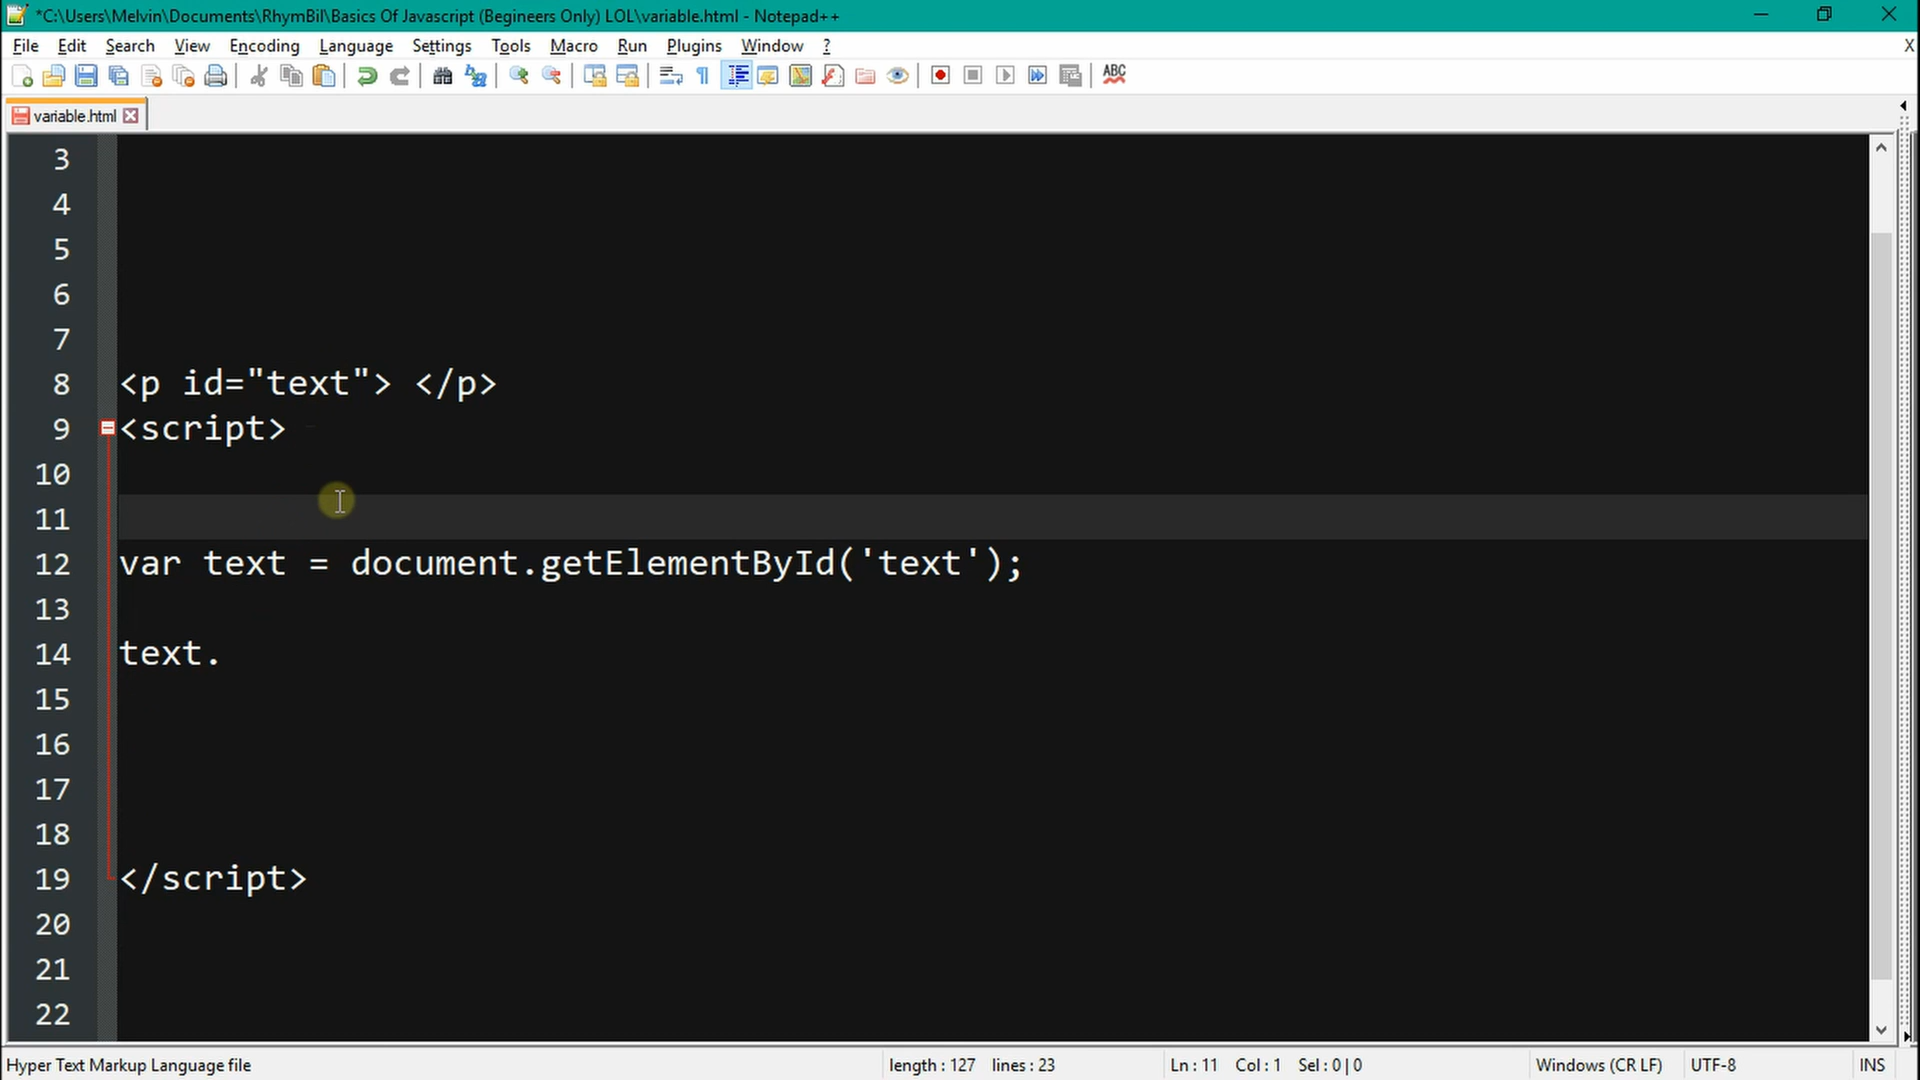 *C:\Users\Melvin\Documents\RhymBil\Basics Of Javascript (Begineers Only) LOL\variable.html - Notepad++
File Edit Search View Encoding Language Settings Tools Macro Run Plugins Window ? X
ABC
variable.html
3
4
5
6
7
8 <p id="text"> </p>
9 <script>
10
11
12 var text = document.getElementById('text');
13
14 text.
15
16
17
18
19 </script>
20
21
22
Hyper Text Markup Language file length : 127 lines : 23 Ln : 11 Col : 1 Sel : 0 | 0 Windows (CR LF) UTF-8 INS